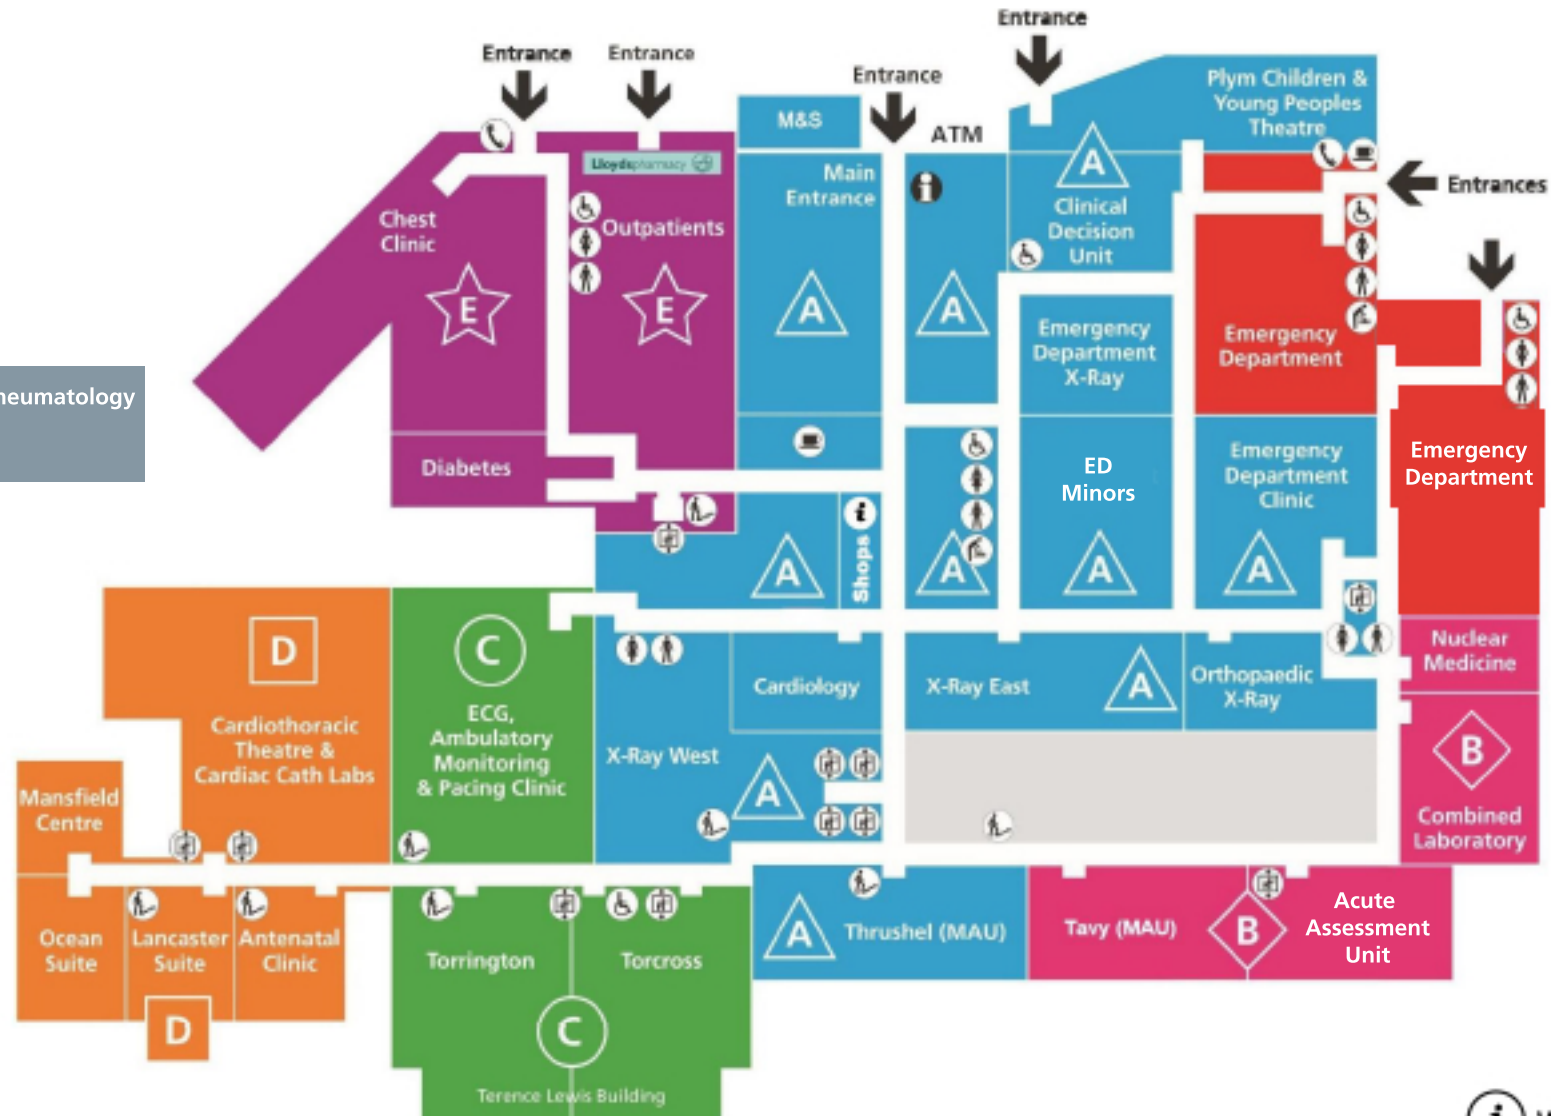 Entrance
Entrance
Entrance
Entrance
ATM
Entrances
Plym Children &
Young Peoples
Theatre
M&S
Main
Entrance
i
A
Clinical
Decision
Unit
Lloydspharmacy
Chest
Clinic
Outpatients
E
E
A
A
Emergency
Department
X-Ray
Emergency
Department
neumatology
Diabetes
ED
Minors
Emergency
Department
Clinic
Emergency
Department
i
Shops
A
A
A
A
D
C
Cardiothoracic
Theatre &
Cardiac Cath Labs
ECG,
Ambulatory
Monitoring
& Pacing Clinic
X-Ray West
Cardiology
X-Ray East
A
Orthopaedic
X-Ray
Nuclear
Medicine
A
B
Combined
Laboratory
Mansfield
Centre
Ocean
Suite
Lancaster
Suite
Antenatal
Clinic
D
Torrington
Torcross
C
Terence Lewis Building
A
Thrushel (MAU)
Tavy (MAU)
B
Acute
Assessment
Unit
i